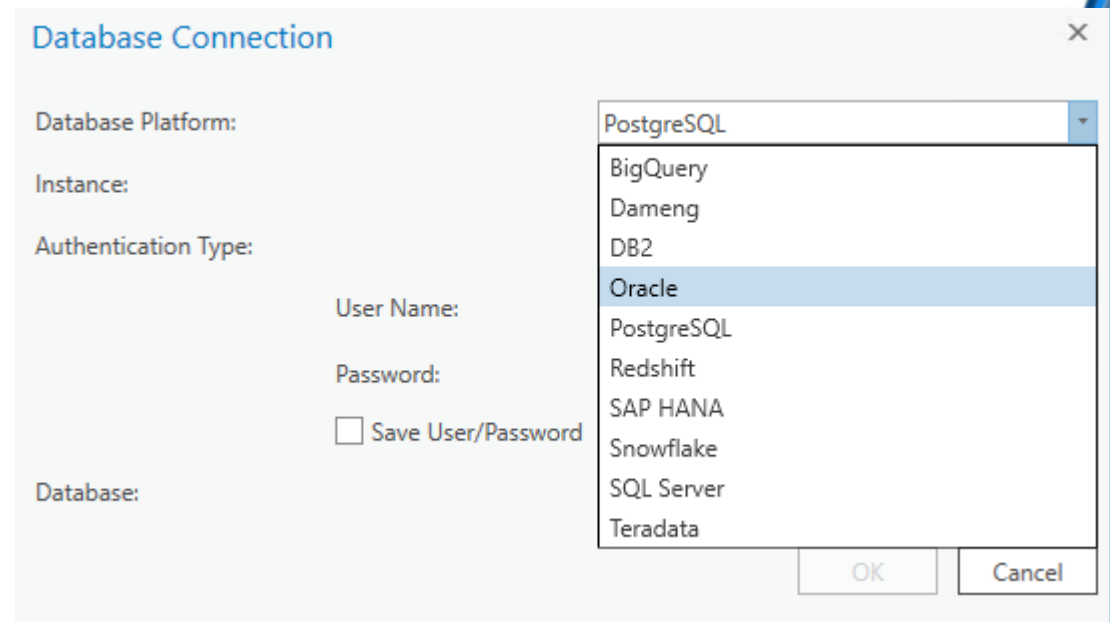 Database Connection
Database Platform:
PostgreSQL
BigQuery
Instance:
Dameng
Authentication Type:
DB2
Oracle
User Name:
PostgreSQL
Redshift
Password:
SAP HANA
Save User/Password
Snowflake
Database:
SQL Server
Teradata
OK
Cancel